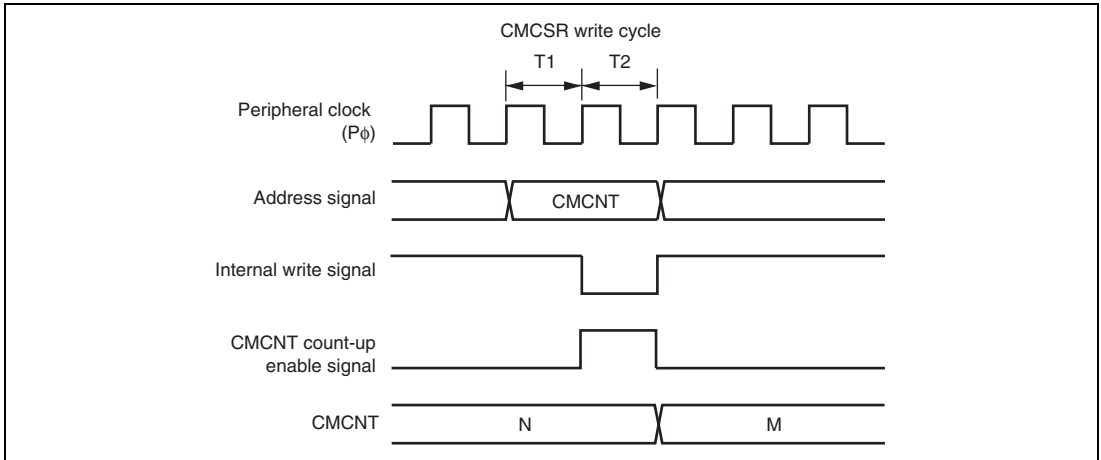 CMCSR write cycle
T1 T2
Peripheral clock
(Pϕ)
Address signal
CMCNT
Internal write signal
CMCNT count-up
enable signal
CMCNT
N
M